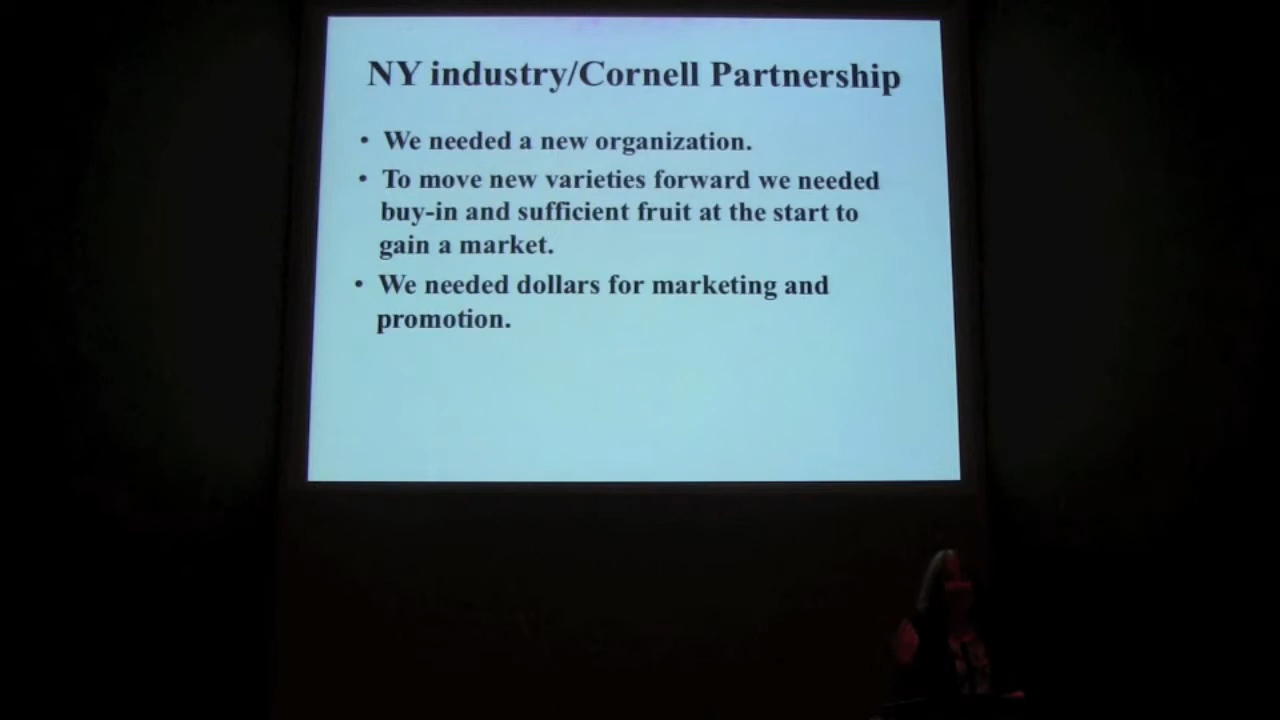 NY industry/Cornell Partnership
• We needed a new organization.
• To move new varieties forward we needed
buy-in and sufficient fruit at the start to
gain a market.
• We needed dollars for marketing and
promotion.